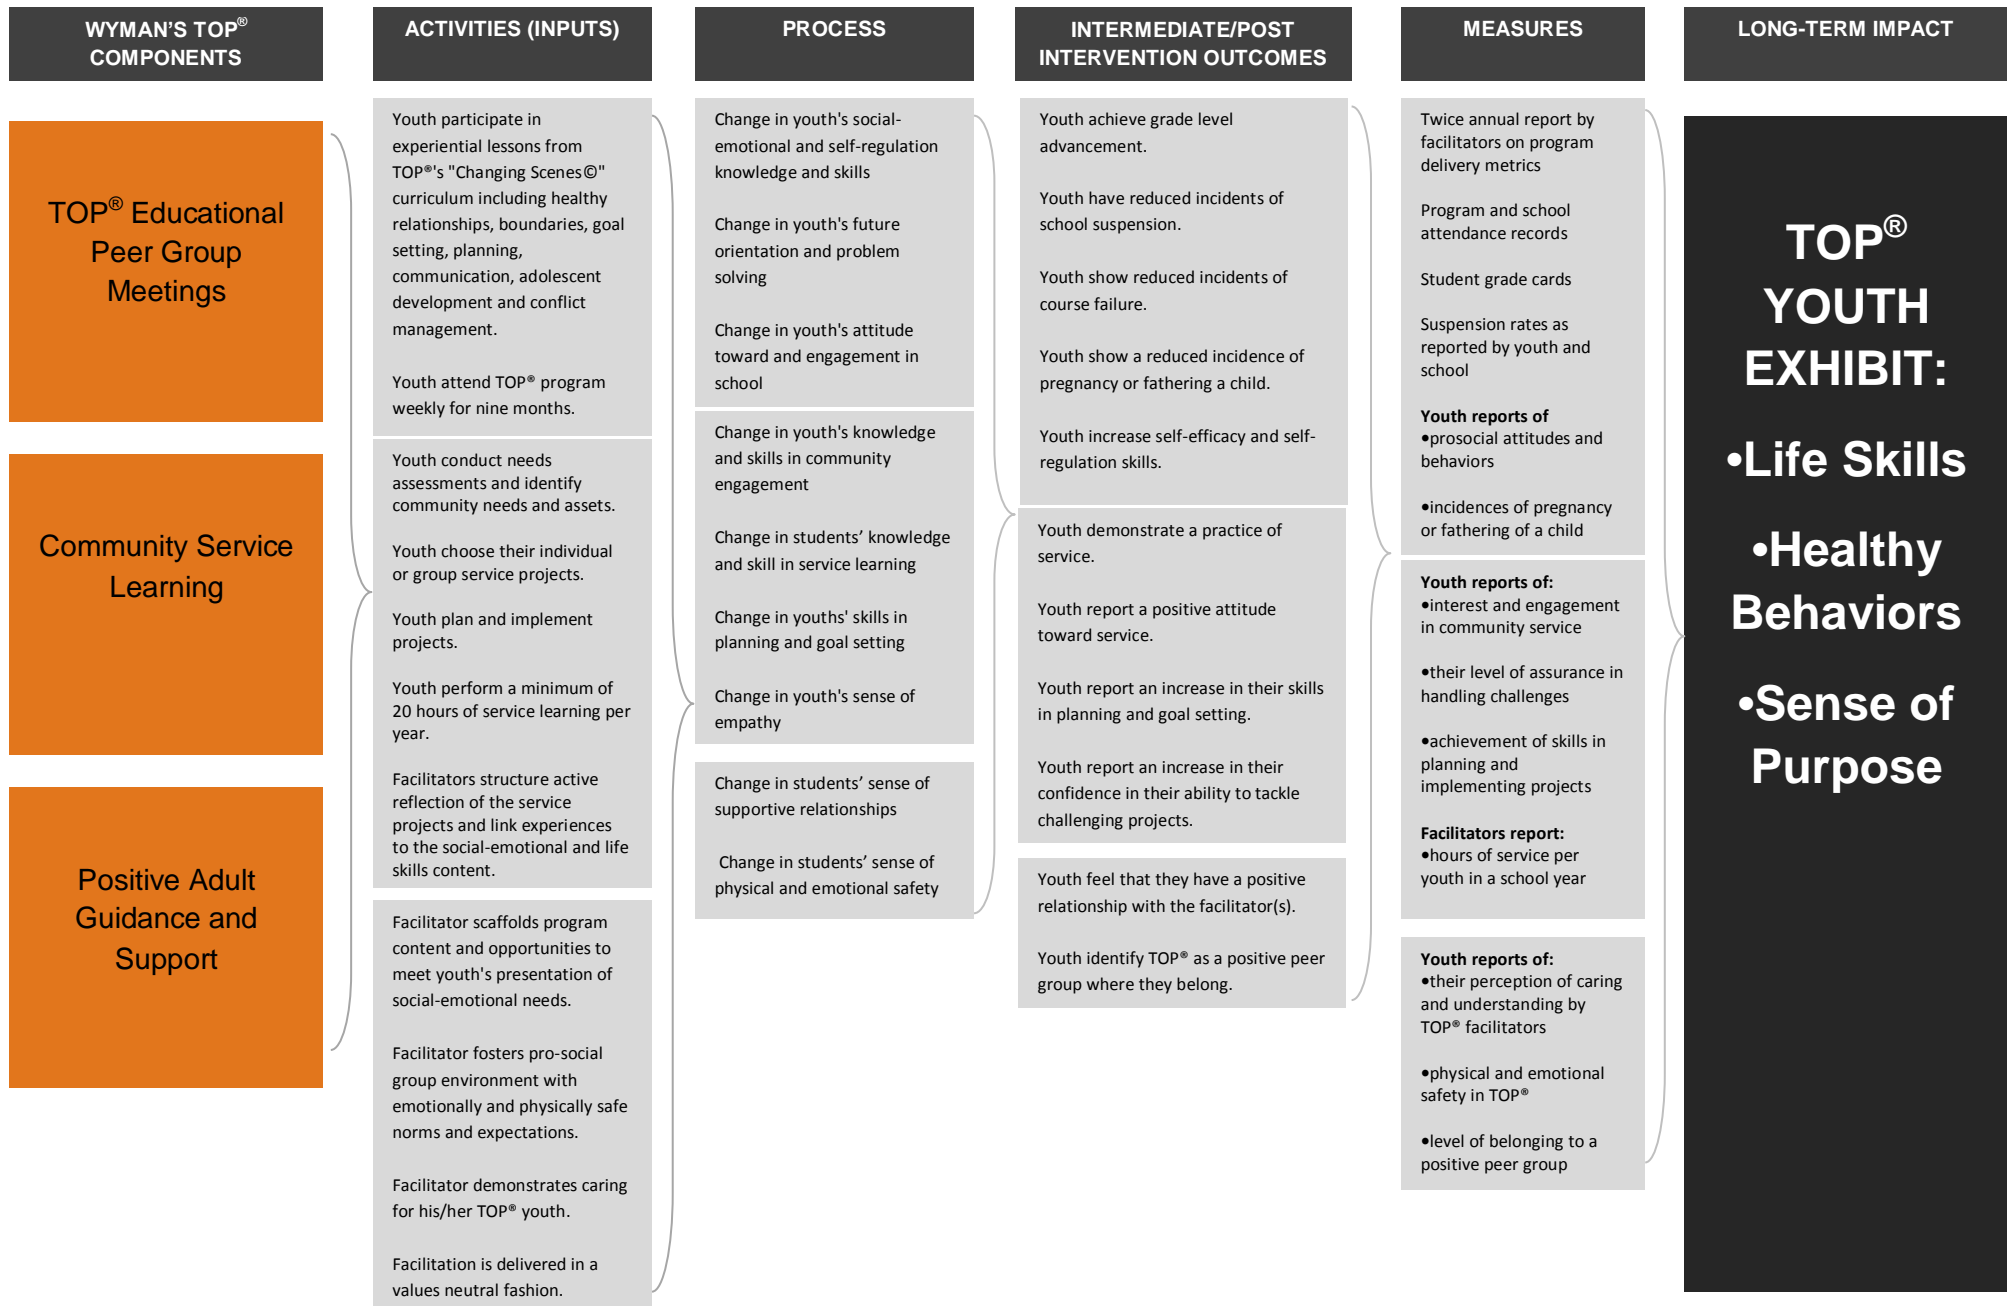 WYMAN'S TOP®
COMPONENTS
ACTIVITIES (INPUTS)
PROCESS
INTERMEDIATE/POST
INTERVENTION OUTCOMES
MEASURES
LONG-TERM IMPACT
TOP® Educational
Peer Group
Meetings
Community Service
Learning
Positive Adult
Guidance and
Support
Youth participate in
experiential lessons from
TOP®'s "Changing Scenes©"
curriculum including healthy
relationships, boundaries, goal
setting, planning,
communication, adolescent
development and conflict
management.
Youth attend TOP® program
weekly for nine months.
Youth conduct needs
assessments and identify
community needs and assets.
Youth choose their individual
or group service projects.
Youth plan and implement
projects.
Youth perform a minimum of
20 hours of service learning per
year.
Facilitators structure active
reflection of the service
projects and link experiences
to the social-emotional and life
skills content.
Facilitator scaffolds program
content and opportunities to
meet youth's presentation of
social-emotional needs.
Facilitator fosters pro-social
group environment with
emotionally and physically safe
norms and expectations.
Facilitator demonstrates caring
for his/her TOP® youth.
Facilitation is delivered in a
values neutral fashion.
Change in youth's social-
emotional and self-regulation
knowledge and skills
Change in youth's future
orientation and problem
solving
Change in youth's attitude
toward and engagement in
school
Change in youth's knowledge
and skills in community
engagement
Change in students' knowledge
and skill in service learning
Change in youths' skills in
planning and goal setting
Change in youth's sense of
empathy
Change in students' sense of
supportive relationships
Change in students' sense of
physical and emotional safety
Youth achieve grade level
advancement.
Youth have reduced incidents of
school suspension.
Youth show reduced incidents of
course failure.
Youth show a reduced incidence of
pregnancy or fathering a child.
Youth increase self-efficacy and self-
regulation skills.
Youth demonstrate a practice of
service.
Youth report a positive attitude
toward service.
Youth report an increase in their skills
in planning and goal setting.
Youth report an increase in their
confidence in their ability to tackle
challenging projects.
Youth feel that they have a positive
relationship with the facilitator(s).
Youth identify TOP® as a positive peer
group where they belong.
Twice annual report by
facilitators on program
delivery metrics
Program and school
attendance records
Student grade cards
Suspension rates as
reported by youth and
school
Youth reports of
•prosocial attitudes and
behaviors
•incidences of pregnancy
or fathering of a child
Youth reports of:
•interest and engagement
in community service
•their level of assurance in
handling challenges
•achievement of skills in
planning and
implementing projects
Facilitators report:
•hours of service per
youth in a school year
Youth reports of:
•their perception of caring
and understanding by
TOP® facilitators
•physical and emotional
safety in TOP®
•level of belonging to a
positive peer group
TOP®
YOUTH
EXHIBIT:
•Life Skills
•Healthy
Behaviors
•Sense of
Purpose